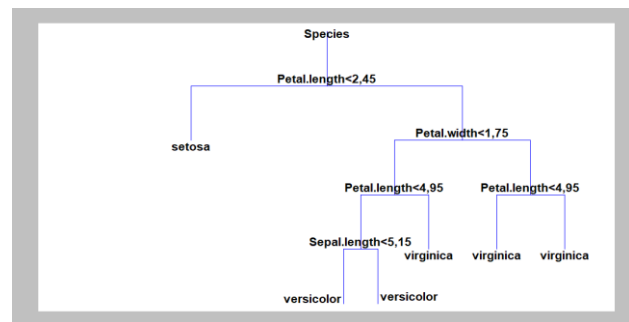 Species
Petal.length<2,45
Petal.width<1,75
setosa
Petal.length<4,95 Petal.length<4,95
Sepal.length<5,15
virginica virginica virginica
versicolor versicolor